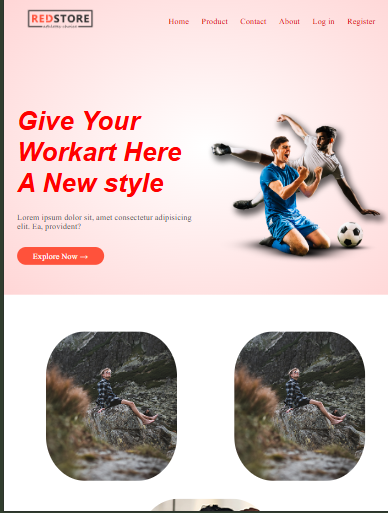 REDSTORE
Home Product Contact About Log in Register
Give Your
Workart Here
A New style
Lorem ipsum dolor sit, amet consectetur adipisicing
elit. Ea, provident?
Explore Now →